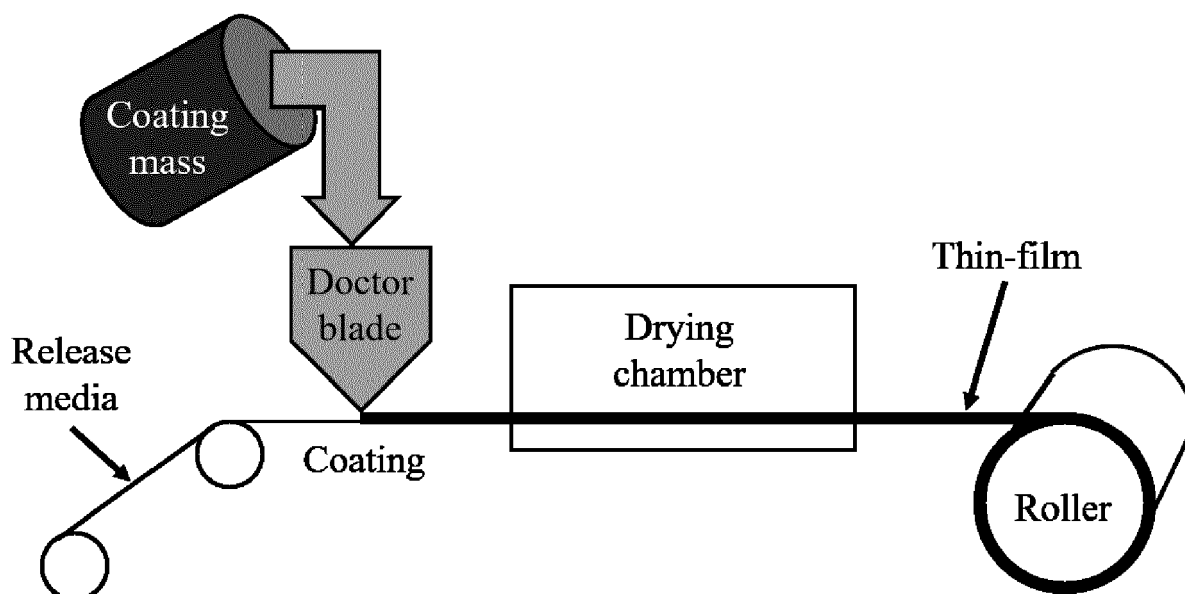 Coating
mass
Doctor
blade
Thin-film
Drying
chamber
Release
media
Coating
Roller